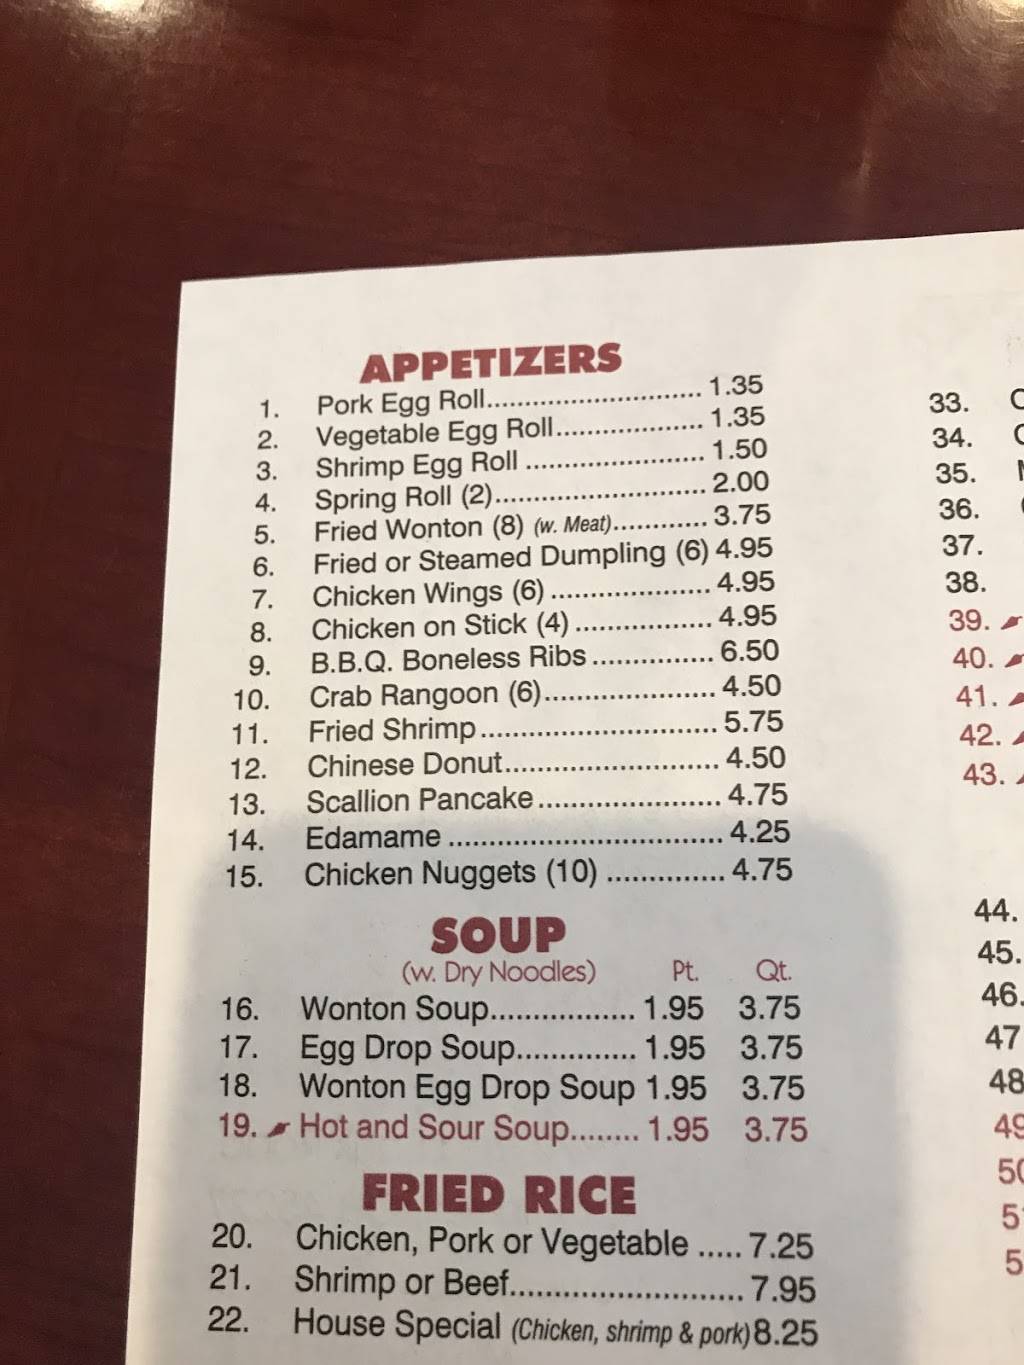 APPETIZERS
1. Pork Egg Roll............................ 1.35
2. Vegetable Egg Roll................... 1.35
3. Shrimp Egg Roll ....................... 1.50
4. Spring Roll (2)........................... 2.00
5. Fried Wonton (8) (w. Meat)............ 3.75
6. Fried or Steamed Dumpling (6) 4.95
7. Chicken Wings (6) .................... 4.95
8. Chicken on Stick (4) ................. 4.95
9. B.B.Q. Boneless Ribs ............... 6.50
10. Crab Rangoon (6)..................... 4.50
11. Fried Shrimp ............................. 5.75
12. Chinese Donut.......................... 4.50
13. Scallion Pancake ...................... 4.75
14. Edamame ................................. 4.25
15. Chicken Nuggets (10) .............. 4.75
SOUP
(w. Dry Noodles) Pt. Qt.
16. Wonton Soup................. 1.95 3.75
17. Egg Drop Soup.............. 1.95 3.75
18. Wonton Egg Drop Soup 1.95 3.75
19. Hot and Sour Soup........ 1.95 3.75
FRIED RICE
20. Chicken, Pork or Vegetable ..... 7.25
21. Shrimp or Beef.......................... 7.95
22. House Special (Chicken, shrimp & pork) 8.25
33.
34.
35.
36.
37.
38.
39.
40.
41.
42.
43.
44.
45.
46.
47
48
49
50